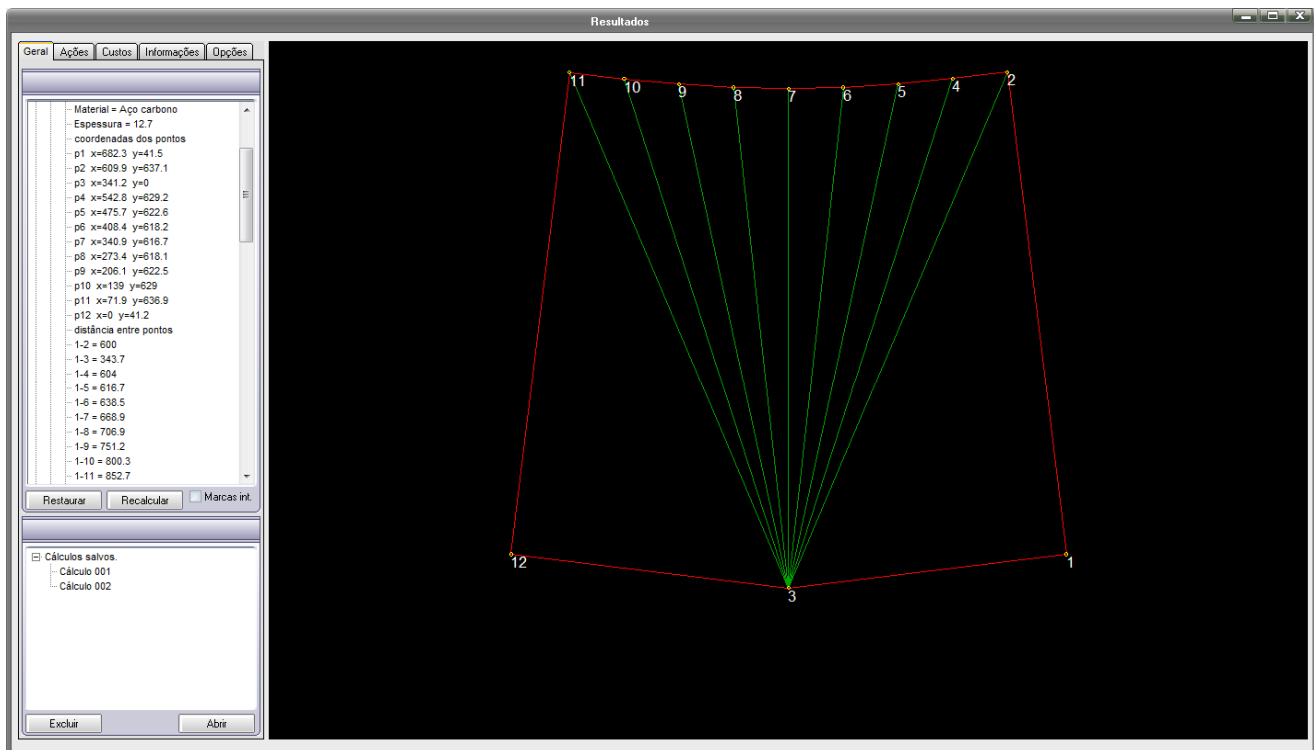 Resultados
Geral Ações Custos Informações Opções
Material = Aço carbono
Espessura = 12.7
coordenadas dos pontos
p1 x=682.3 y=41.5
p2 x=609.9 y=637.1
p3 x=341.2 y=0
p4 x=542.8 y=629.2
p5 x=475.7 y=622.6
p6 x=408.4 y=618.2
p7 x=340.9 y=616.7
p8 x=273.4 y=618.1
p9 x=206.1 y=622.5
p10 x=139 y=629
p11 x=71.9 y=636.9
p12 x=0 y=41.2
distância entre pontos
1-2 = 600
1-3 = 343.7
1-4 = 604
1-5 = 616.7
1-6 = 638.5
1-7 = 668.9
1-8 = 706.9
1-9 = 751.2
1-10 = 800.3
1-11 = 852.7
Restaurar Recalcular Marcas int.
Cálculos salvos.
Cálculo 001
Cálculo 002
Excluir Abrir
11 10 9 8 7 6 5 4 2
12 3 1